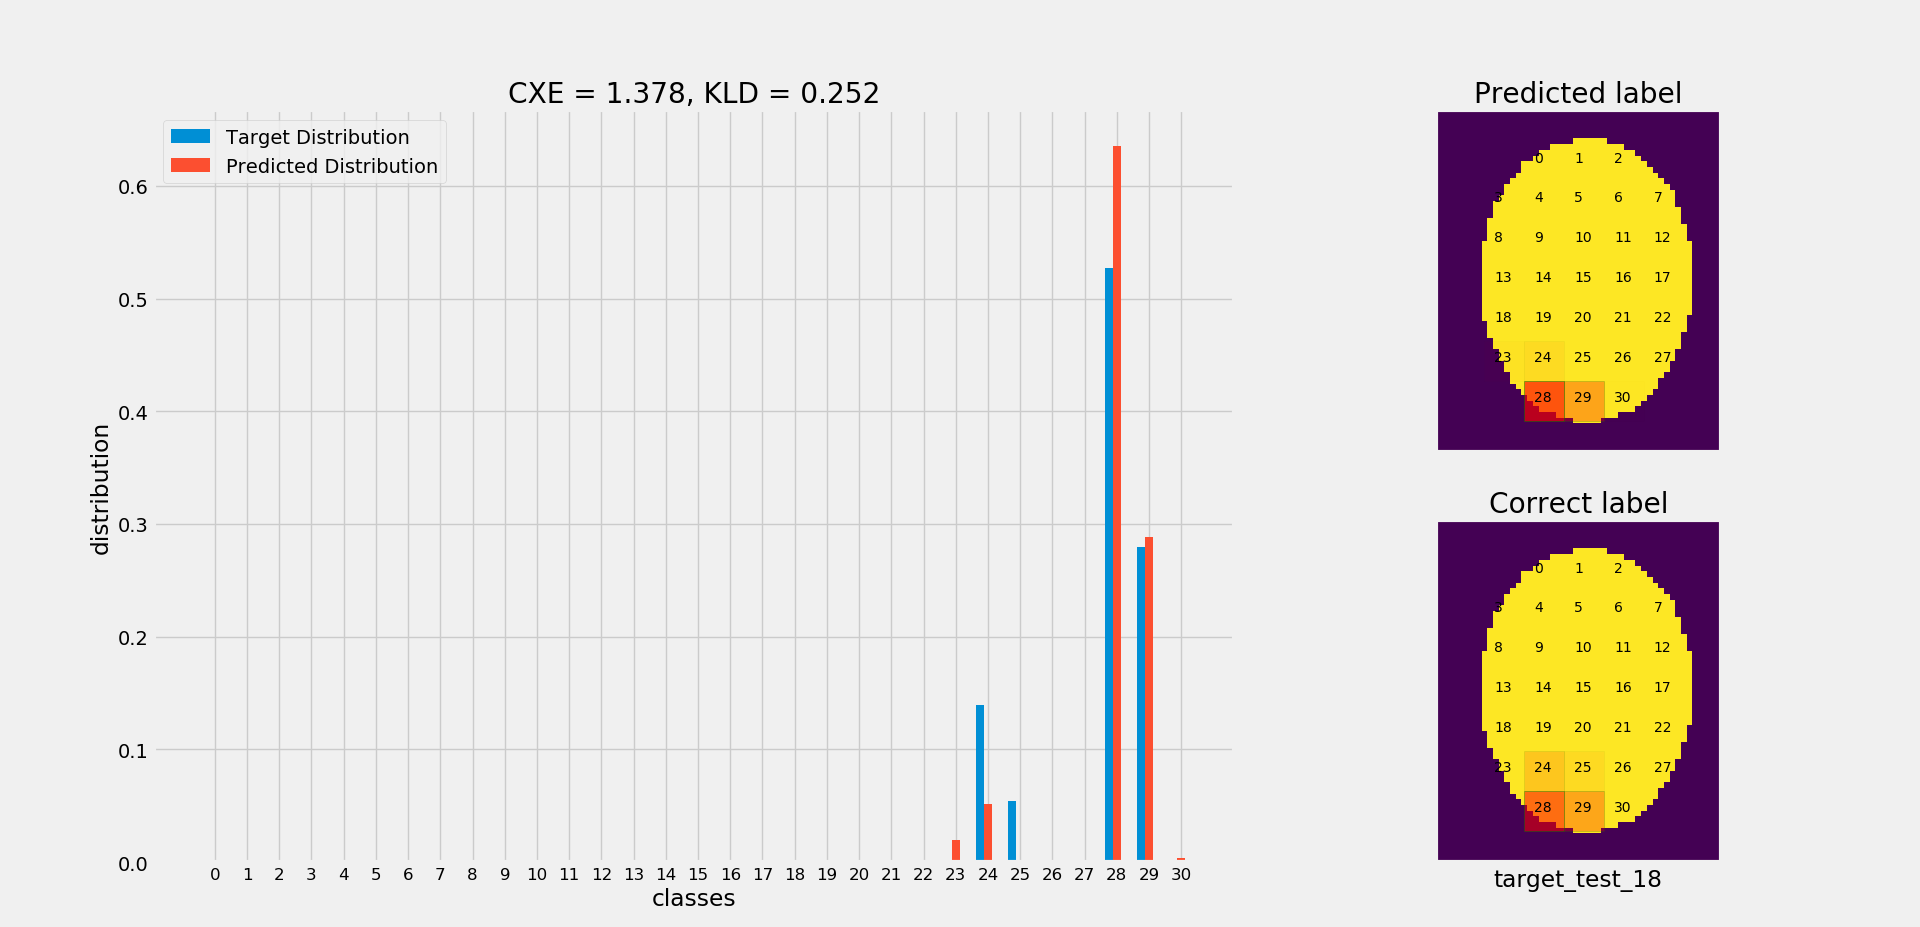 CXE = 1.378, KLD = 0.252
Target Distribution
Predicted Distribution
distribution
0.6
0.5
0.4
0.3
0.2
0.1
0.0
0 1 2 3 4 5 6 7 8 9 10 11 12 13 14 15 16 17 18 19 20 21 22 23 24 25 26 27 28 29 30
classes
Predicted label
0 1 2
3 4 5 6 7
8 9 10 11 12
13 14 15 16 17
18 19 20 21 22
23 24 25 26 27
28 29 30
Correct label
0 1 2
3 4 5 6 7
8 9 10 11 12
13 14 15 16 17
18 19 20 21 22
23 24 25 26 27
28 29 30
target_test_18